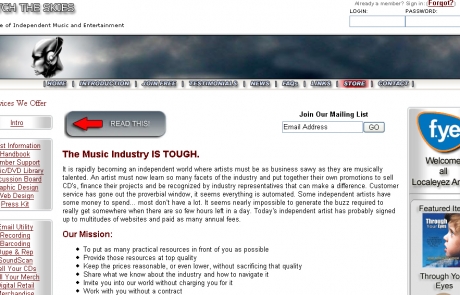 TCH THE SKIES
e of Independent Music and Entertainment
Already a member? Sign in (Forgot?)
LOGIN:
PASSWORD:
HOME | INTRODUCTION | JOIN FREE | TESTIMONIALS | NEWS | FAQs | LINKS | STORE | CONTACT
vices We Offer
Intro
st Information
Handbook
mber Support
ic/DVD Library
cussion Board
aphic Design
Web Design
Press Kit
ed Utility
Recording
Barcoding
Dupe & Rep
SoundScan
ll Your CDs
ll Your Merch
igital Retail
erchandise
READ THIS!
Join Our Mailing List
Email Address
GO
The Music Industry IS TOUGH.
It is rapidly becoming an independent world where artists must be as business savvy as they are musically
talented. An artist must now learn so many facets of the industry and put together their own promotions to sell
CD's, finance their projects and be recognized by industry representatives that can make a difference. Customer
service has gone out the proverbial window, it seems everything is automated. Some independent artists have
some money to spend... most don't have a lot. It seems nearly impossible to generate the buzz required to
really get somewhere when there are so few hours left in a day. Today's independent artist has probably signed
up to multitudes of websites and paid as many annual fees.
Our Mission:
To put as many practical resources in front of you as possible
Provide those resources at top quality
Keep the prices reasonable, or even lower, without sacrificing that quality
Share what we know about the industry and how to navigate it
Invite you into our world without charging you for it
Work with you without a contract
fye
Welcome
all
Localeyez Ar
Featured Ite
Through
Your Eyes
Through Yo
Eyes